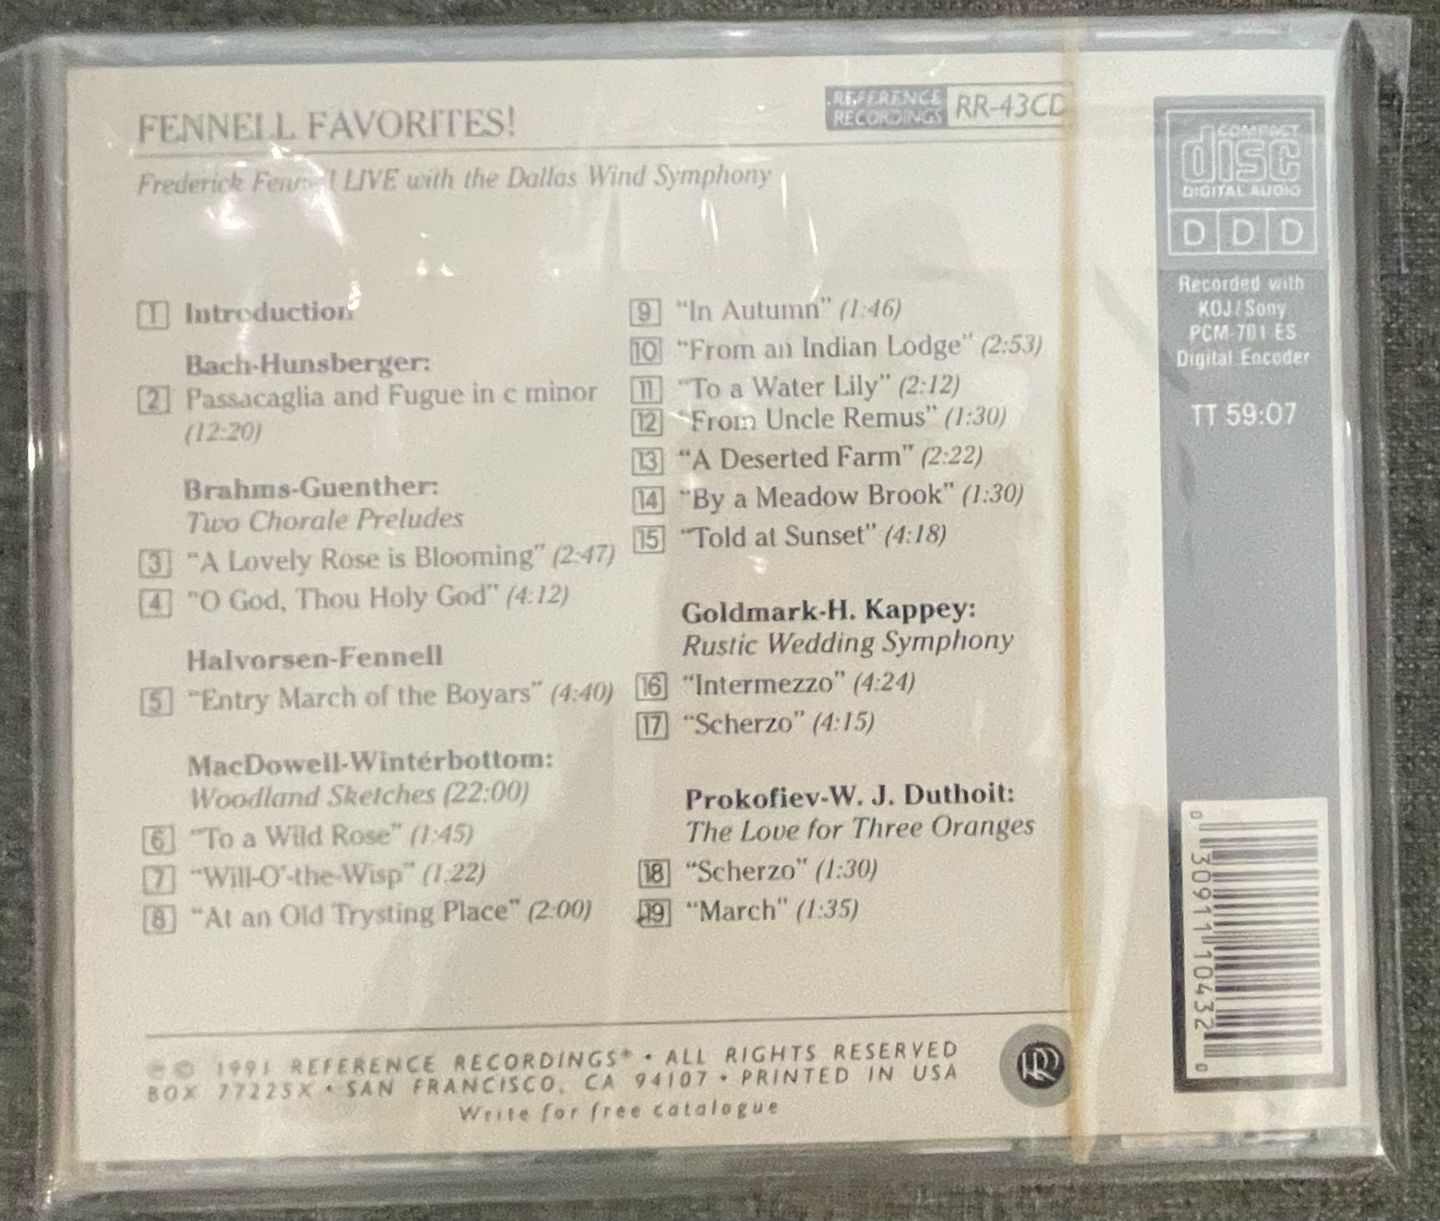 FENNELL FAVORITES!
REFERENCE RECORDINGS RR-43CD
Frederick Fennell LIVE with the Dallas Wind Symphony
1 Introduction
Bach-Hunsberger:
2 Passacaglia and Fugue in c minor
(12:20)
Brahms-Guenther:
Two Chorale Preludes
3 "A Lovely Rose is Blooming" (2:47)
4 "O God, Thou Holy God" (4:12)
Halvorsen-Fennell
5 "Entry March of the Boyars" (4:40)
MacDowell-Winterbottom:
Woodland Sketches (22:00)
6 "To a Wild Rose" (1:45)
7 "Will-O'-the-Wisp" (1:22)
8 "At an Old Trysting Place" (2:00)
9 "In Autumn" (1:46)
10 "From an Indian Lodge" (2:53)
11 "To a Water Lily" (2:12)
12 "From Uncle Remus" (1:30)
13 "A Deserted Farm" (2:22)
14 "By a Meadow Brook" (1:30)
15 "Told at Sunset" (4:18)
Goldmark-H. Kappey:
Rustic Wedding Symphony
16 "Intermezzo" (4:24)
17 "Scherzo" (4:15)
Prokofiev-W. J. Duthoit:
The Love for Three Oranges
18 "Scherzo" (1:30)
19 "March" (1:35)
℗ © 1991 REFERENCE RECORDINGS® • ALL RIGHTS RESERVED
BOX 77225X • SAN FRANCISCO, CA 94107 • PRINTED IN USA
Write for free catalogue
RR
COMPACT
disc
DIGITAL AUDIO
D D D
Recorded with
KOJ/Sony
PCM-701 ES
Digital Encoder
TT 59:07
0 30911 10432 0